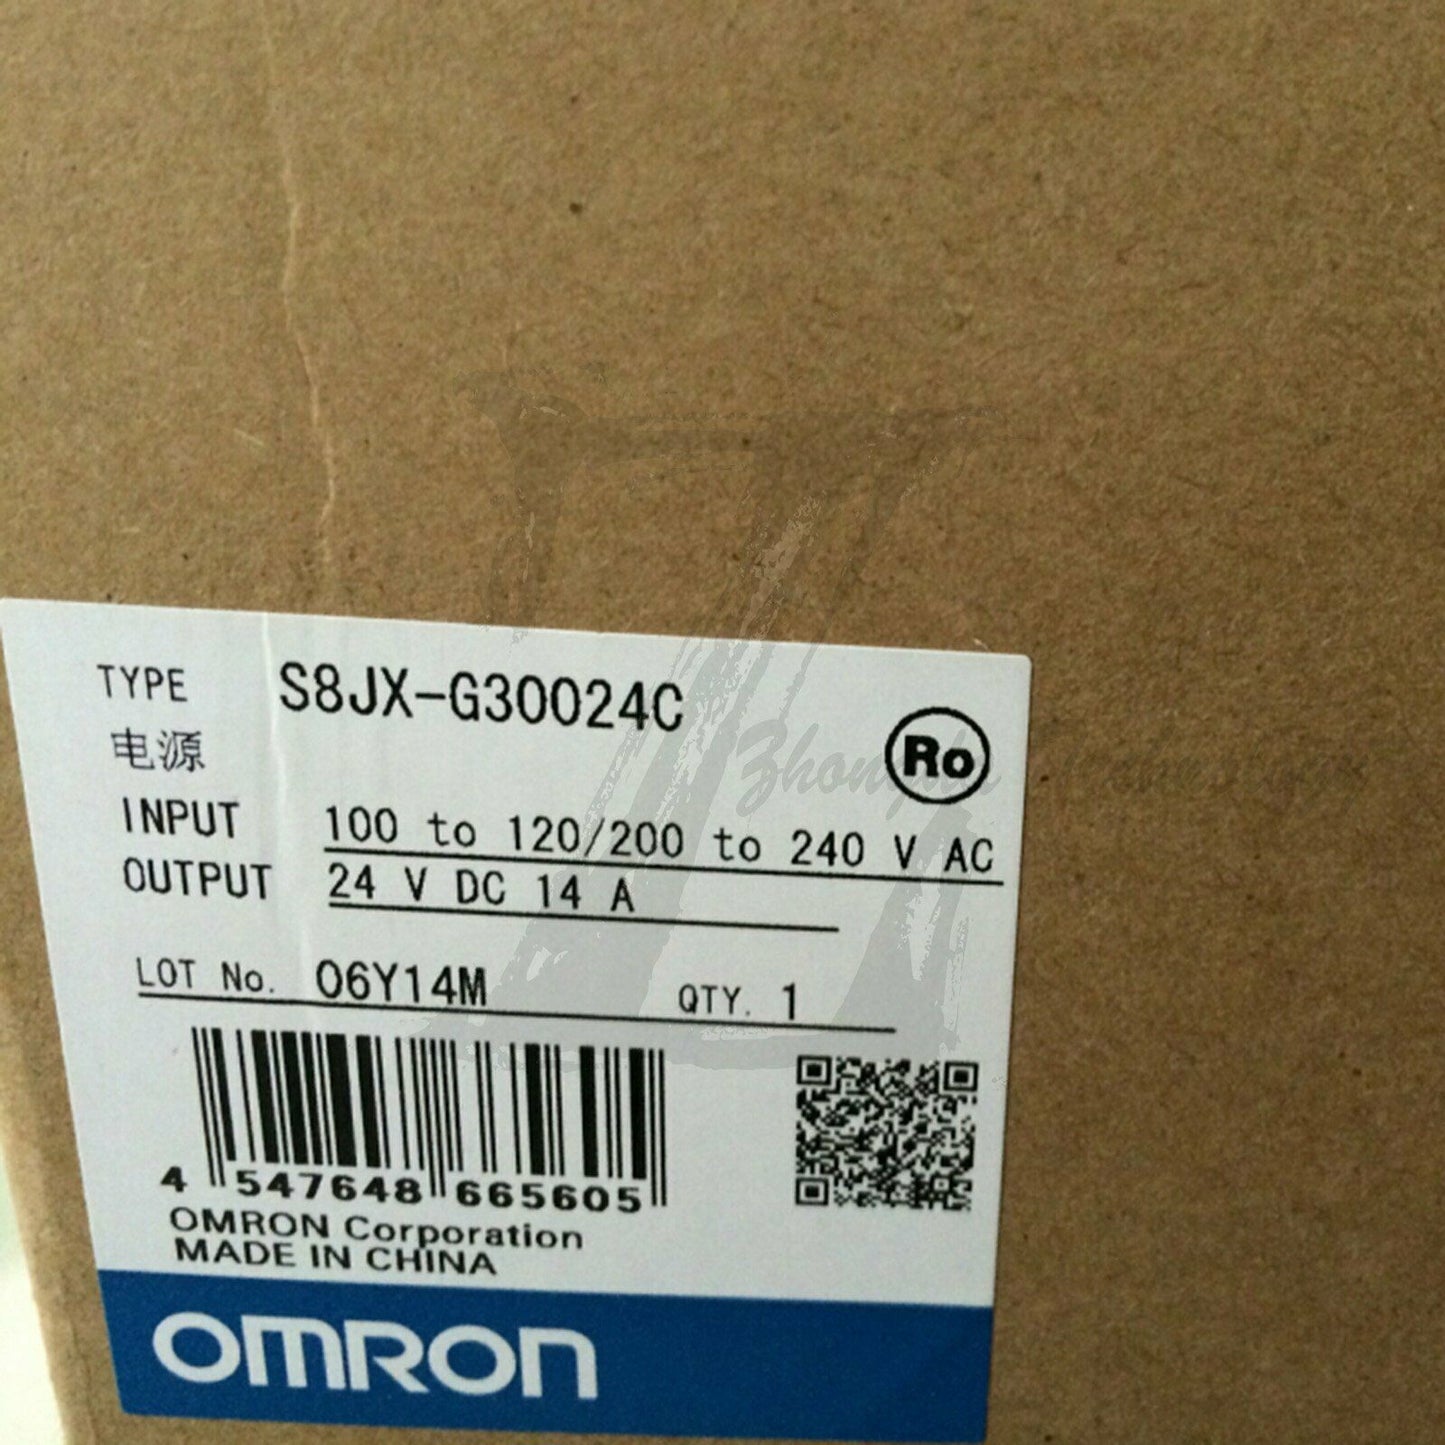 TYPE S8JX-G30024C
电源
Ro
INPUT 100 to 120/200 to 240 V AC
OUTPUT 24 V DC 14 A
LOT No. 06Y14M QTY. 1
4 547648 665605
OMRON Corporation
MADE IN CHINA
OMRON